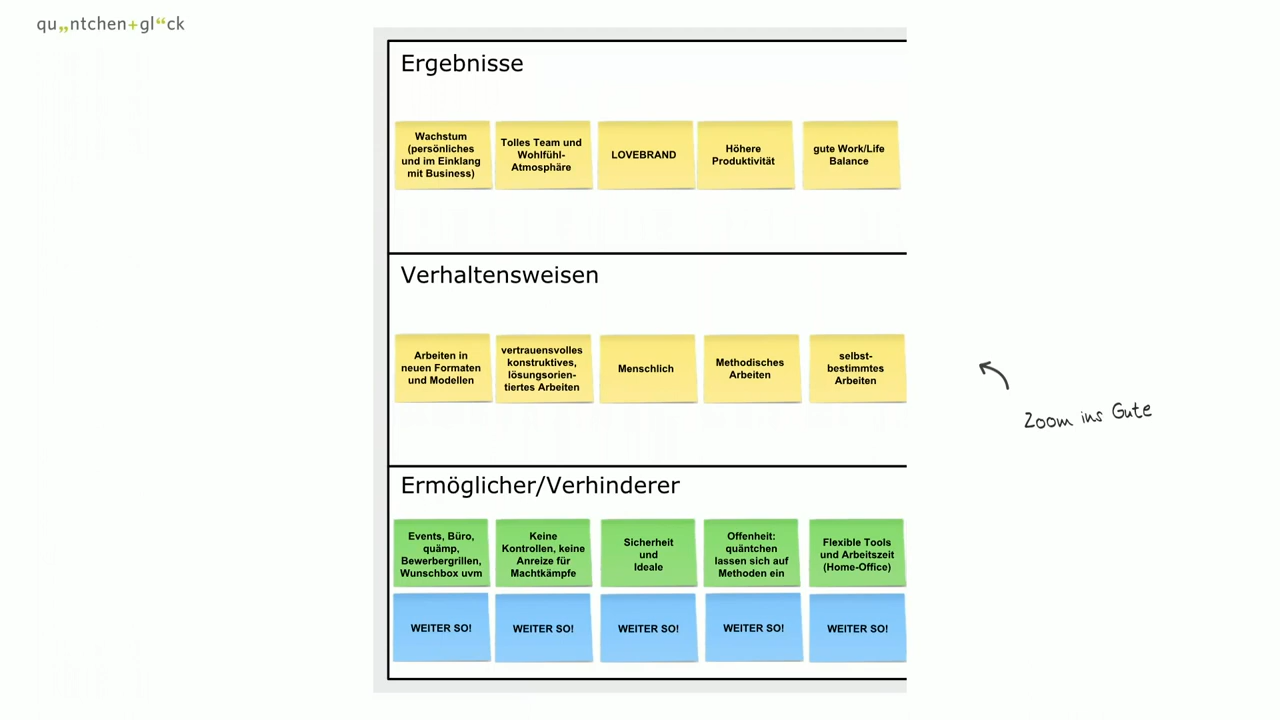 qu„ntchen+gl“ck
Ergebnisse
Wachstum
(persönliches
und im Einklang
mit Business)
Tolles Team und
Wohlfühl-
Atmosphäre
LOVEBRAND
Höhere
Produktivität
gute Work/Life
Balance
Verhaltensweisen
Arbeiten in
neuen Formaten
und Modellen
vertrauensvolles
konstruktives,
lösungsorien-
tiertes Arbeiten
Menschlich
Methodisches
Arbeiten
selbst-
bestimmtes
Arbeiten
Zoom ins Gute
Ermöglicher/Verhinderer
Events, Büro,
quämp,
Bewerbergrillen,
Wunschbox uvm
Keine
Kontrollen, keine
Anreize für
Machtkämpfe
Sicherheit
und
Ideale
Offenheit:
quäntchen
lassen sich auf
Methoden ein
Flexible Tools
und Arbeitszeit
(Home-Office)
WEITER SO!
WEITER SO!
WEITER SO!
WEITER SO!
WEITER SO!